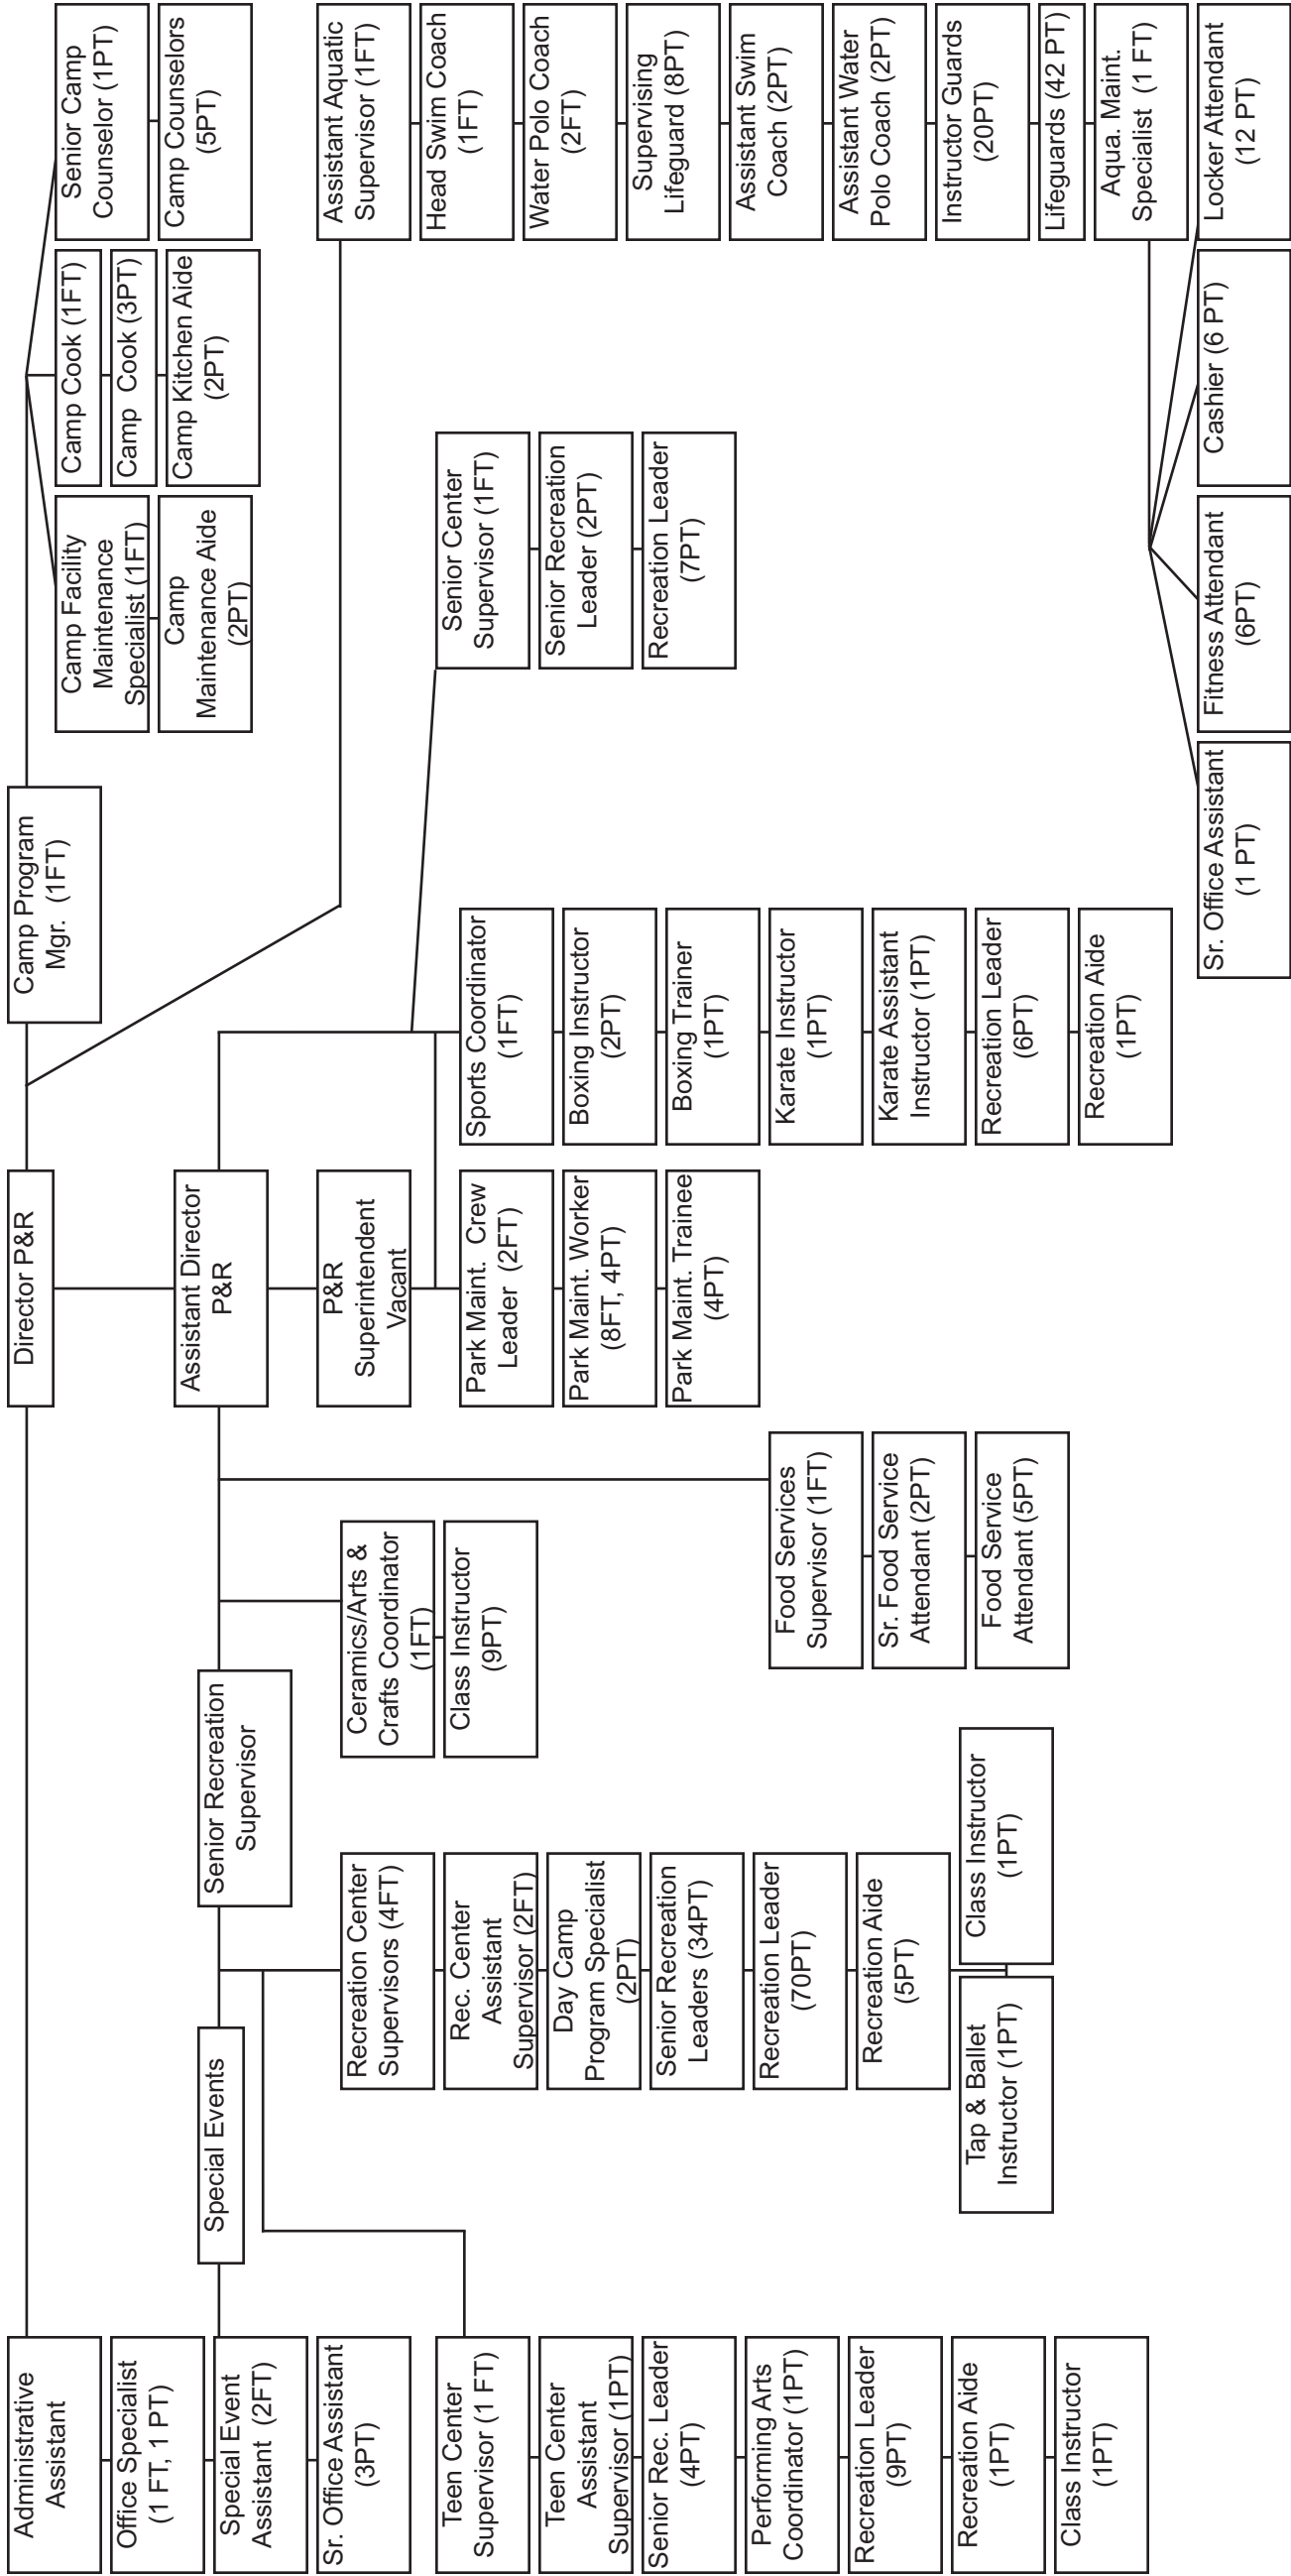 Administrative
Assistant
Office Specialist
(1 FT, 1 PT)
Special Event
Assistant (2FT)
Sr. Office Assistant
(3PT)
Teen Center
Supervisor (1 FT)
Teen Center
Assistant
Supervisor (1PT)
Senior Rec. Leader
(4PT)
Performing Arts
Coordinator (1PT)
Recreation Leader
(9PT)
Recreation Aide
(1PT)
Class Instructor
(1PT)
Special Events
Senior Recreation
Supervisor
Recreation Center
Supervisors (4FT)
Rec. Center
Assistant
Supervisor (2FT)
Day Camp
Program Specialist
(2PT)
Senior Recreation
Leaders (34PT)
Recreation Leader
(70PT)
Recreation Aide
(5PT)
Tap & Ballet
Instructor (1PT)
Class Instructor
(1PT)
Ceramics/Arts &
Crafts Coordinator
(1FT)
Class Instructor
(9PT)
Food Services
Supervisor (1FT)
Sr. Food Service
Attendant (2PT)
Food Service
Attendant (5PT)
Director P&R
Assistant Director
P&R
P&R
Superintendent
Vacant
Park Maint. Crew
Leader (2FT)
Park Maint. Worker
(8FT, 4PT)
Park Maint. Trainee
(4PT)
Sports Coordinator
(1FT)
Boxing Instructor
(2PT)
Boxing Trainer
(1PT)
Karate Instructor
(1PT)
Karate Assistant
Instructor (1PT)
Recreation Leader
(6PT)
Recreation Aide
(1PT)
Camp Program
Mgr. (1FT)
Camp Facility
Maintenance
Specialist (1FT)
Camp
Maintenance Aide
(2PT)
Camp Cook (1FT)
Camp Cook (3PT)
Camp Kitchen Aide
(2PT)
Senior Camp
Counselor (1PT)
Camp Counselors
(5PT)
Senior Center
Supervisor (1FT)
Senior Recreation
Leader (2PT)
Recreation Leader
(7PT)
Assistant Aquatic
Supervisor (1FT)
Head Swim Coach
(1FT)
Water Polo Coach
(2FT)
Supervising
Lifeguard (8PT)
Assistant Swim
Coach (2PT)
Assistant Water
Polo Coach (2PT)
Instructor Guards
(20PT)
Lifeguards (42 PT)
Aqua. Maint.
Specialist (1 FT)
Sr. Office Assistant
(1 PT)
Fitness Attendant
(6PT)
Cashier (6 PT)
Locker Attendant
(12 PT)